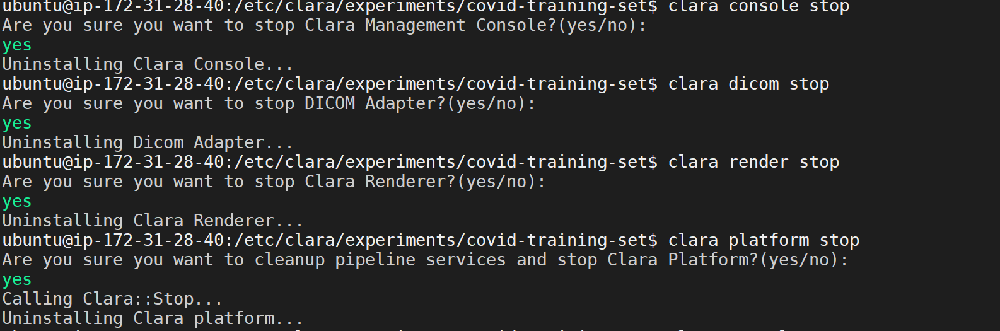 ubuntu@ip-172-31-28-40:/etc/clara/experiments/covid-training-set$ clara console stop
Are you sure you want to stop Clara Management Console?(yes/no):
yes
Uninstalling Clara Console...
ubuntu@ip-172-31-28-40:/etc/clara/experiments/covid-training-set$ clara dicom stop
Are you sure you want to stop DICOM Adapter?(yes/no):
yes
Uninstalling Dicom Adapter...
ubuntu@ip-172-31-28-40:/etc/clara/experiments/covid-training-set$ clara render stop
Are you sure you want to stop Clara Renderer?(yes/no):
yes
Uninstalling Clara Renderer...
ubuntu@ip-172-31-28-40:/etc/clara/experiments/covid-training-set$ clara platform stop
Are you sure you want to cleanup pipeline services and stop Clara Platform?(yes/no):
yes
Calling Clara::Stop...
Uninstalling Clara platform...